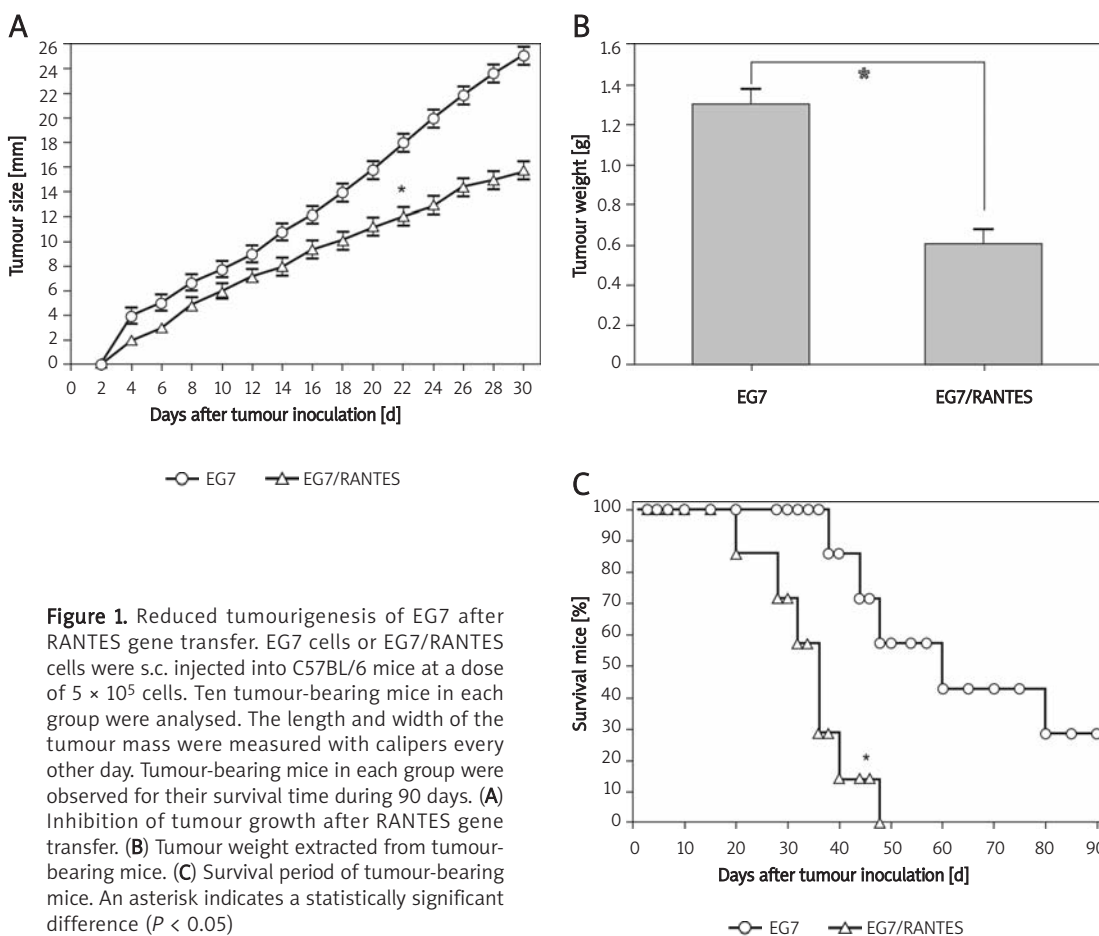 A
Tumour size [mm]
26
24
22
20
18
16
14
12
10
8
6
4
2
0
*
0 2 4 6 8 10 12 14 16 18 20 22 24 26 28 30
Days after tumour inoculation [d]
EG7 EG7/RANTES
B
Tumour weight [g]
1.6
1.4
1.2
1.0
0.8
0.6
0.4
0.2
0
*
EG7 EG7/RANTES
C
Survival mice [%]
100
90
80
70
60
50
40
30
20
10
0
*
0 10 20 30 40 50 60 70 80 90
Days after tumour inoculation [d]
EG7 EG7/RANTES
Figure 1. Reduced tumourigenesis of EG7 after
RANTES gene transfer. EG7 cells or EG7/RANTES
cells were s.c. injected into C57BL/6 mice at a dose
of 5 × 10⁵ cells. Ten tumour-bearing mice in each
group were analysed. The length and width of the
tumour mass were measured with calipers every
other day. Tumour-bearing mice in each group were
observed for their survival time during 90 days. (A)
Inhibition of tumour growth after RANTES gene
transfer. (B) Tumour weight extracted from tumour-
bearing mice. (C) Survival period of tumour-bearing
mice. An asterisk indicates a statistically significant
difference (P < 0.05)